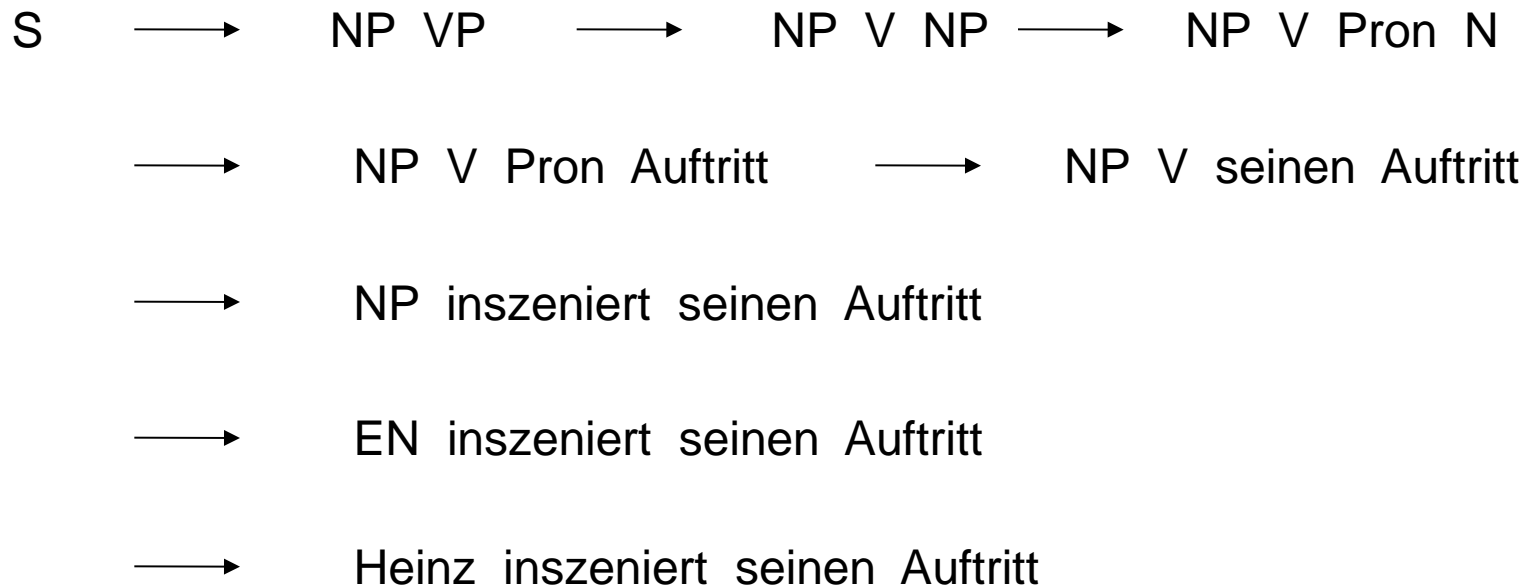 S → NP VP → NP V NP → NP V Pron N
→ NP V Pron Auftritt → NP V seinen Auftritt
→ NP inszeniert seinen Auftritt
→ EN inszeniert seinen Auftritt
→ Heinz inszeniert seinen Auftritt